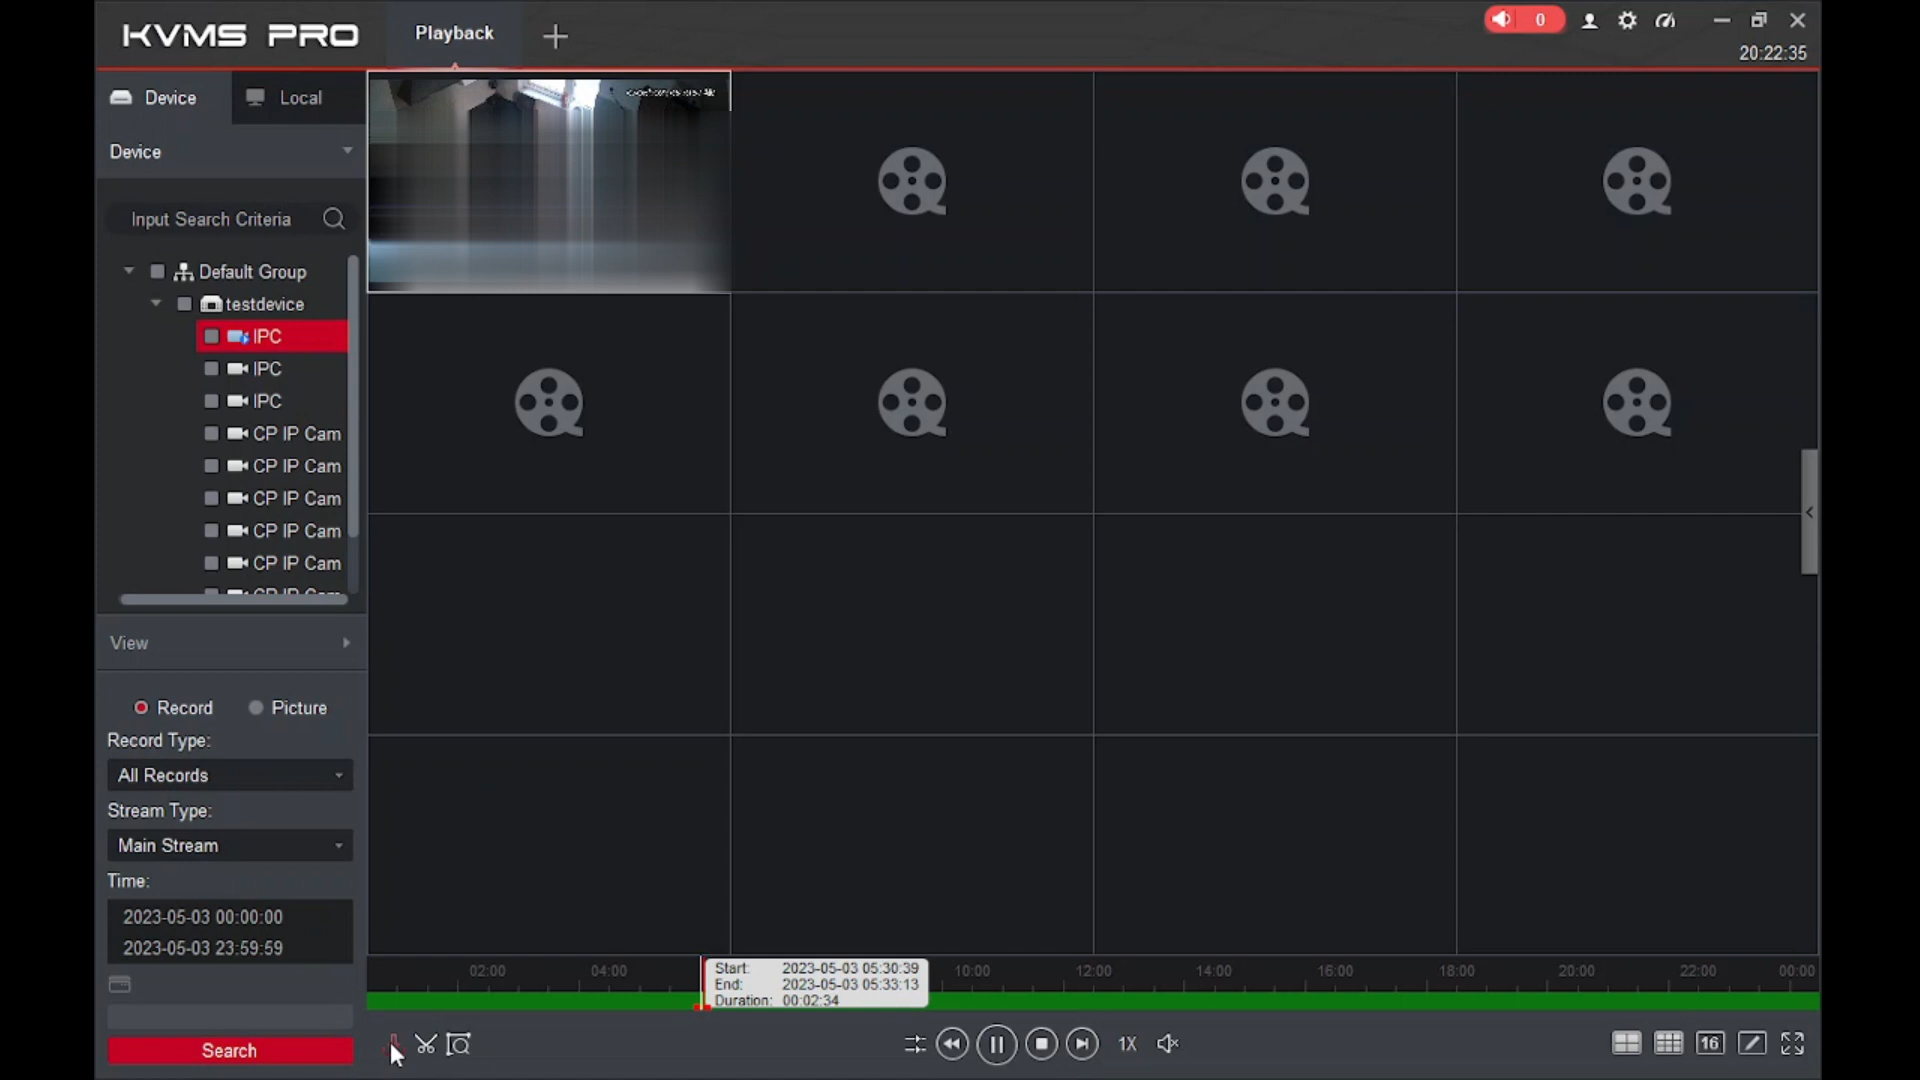 KVMS PRO
Playback
0
20:22:35
Device
Local
Device
Input Search Criteria
Default Group
testdevice
IPC
IPC
IPC
CP IP Cam
CP IP Cam
CP IP Cam
CP IP Cam
CP IP Cam
CP IP Cam
View
Record
Picture
Record Type:
All Records
Stream Type:
Main Stream
Time:
2023-05-03 00:00:00
2023-05-03 23:59:59
Search
02:00
04:00
10:00
12:00
14:00
16:00
18:00
20:00
22:00
00:00
Start: 2023-05-03 05:30:39
End: 2023-05-03 05:33:13
Duration: 00:02:34
1X
16